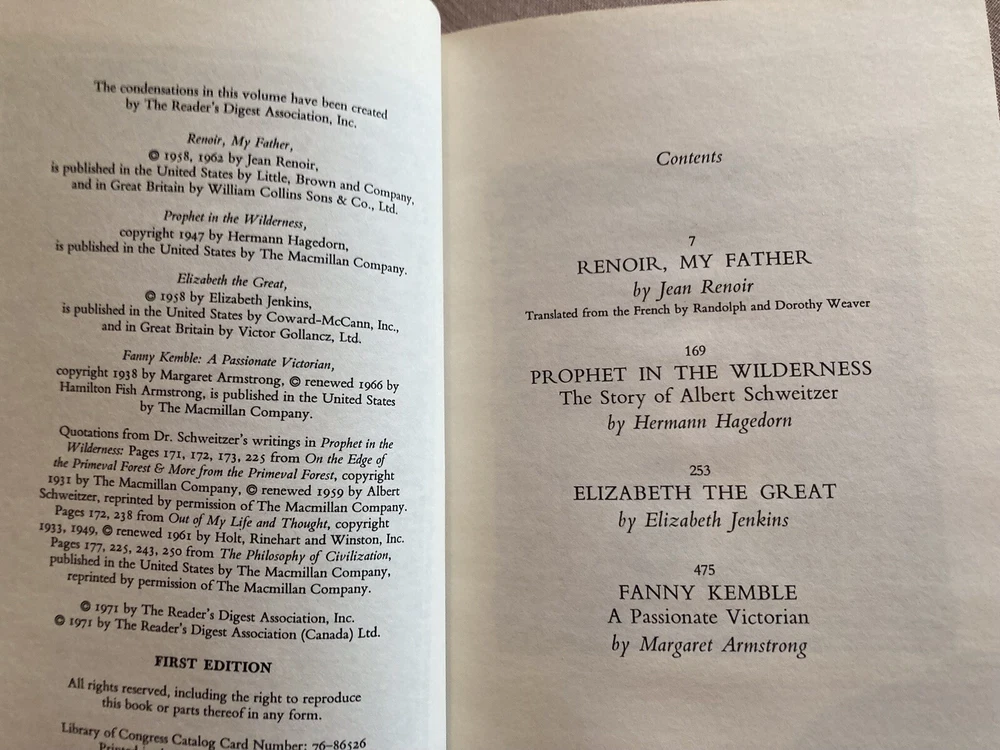 The condensations in this volume have been created
by The Reader's Digest Association, Inc.
Renoir, My Father,
© 1958, 1962 by Jean Renoir,
is published in the United States by Little, Brown and Company,
and in Great Britain by William Collins Sons & Co., Ltd.
Prophet in the Wilderness,
copyright 1947 by Hermann Hagedorn,
is published in the United States by The Macmillan Company.
Elizabeth the Great,
© 1958 by Elizabeth Jenkins,
is published in the United States by Coward-McCann, Inc.,
and in Great Britain by Victor Gollancz, Ltd.
Fanny Kemble: A Passionate Victorian,
copyright 1938 by Margaret Armstrong, © renewed 1966 by
Hamilton Fish Armstrong, is published in the United States
by The Macmillan Company.
Quotations from Dr. Schweitzer's writings in Prophet in the
Wilderness: Pages 171, 172, 173, 225 from On the Edge of
the Primeval Forest & More from the Primeval Forest, copyright
1931 by The Macmillan Company, © renewed 1959 by Albert
Schweitzer, reprinted by permission of The Macmillan Company.
Pages 172, 238 from Out of My Life and Thought, copyright
1933, 1949, © renewed 1961 by Holt, Rinehart and Winston, Inc.
Pages 177, 225, 243, 250 from The Philosophy of Civilization,
published in the United States by The Macmillan Company,
reprinted by permission of The Macmillan Company.
© 1971 by The Reader's Digest Association, Inc.
© 1971 by The Reader's Digest Association (Canada) Ltd.
FIRST EDITION
All rights reserved, including the right to reproduce
this book or parts thereof in any form.
Library of Congress Catalog Card Number: 76-86526
Contents
7
RENOIR, MY FATHER
by Jean Renoir
Translated from the French by Randolph and Dorothy Weaver
169
PROPHET IN THE WILDERNESS
The Story of Albert Schweitzer
by Hermann Hagedorn
253
ELIZABETH THE GREAT
by Elizabeth Jenkins
475
FANNY KEMBLE
A Passionate Victorian
by Margaret Armstrong